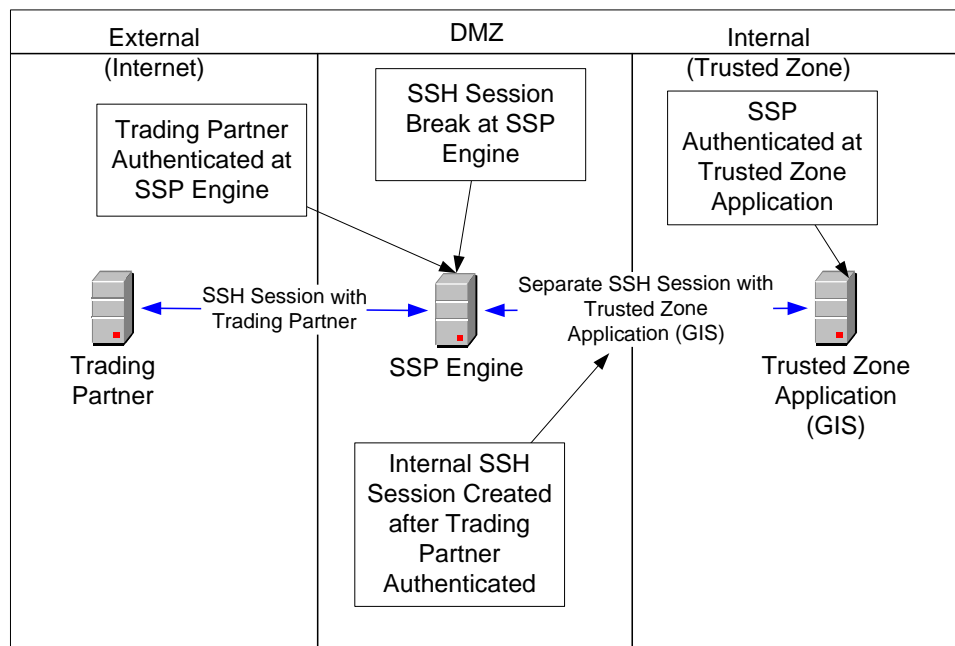 External
(Internet)
DMZ
Internal
(Trusted Zone)
Trading Partner
Authenticated at
SSP Engine
SSH Session
Break at SSP
Engine
SSP
Authenticated at
Trusted Zone
Application
SSH Session with
Trading Partner
Separate SSH Session with
Trusted Zone
Application (GIS)
Trading
Partner
SSP Engine
Trusted Zone
Application
(GIS)
Internal SSH
Session Created
after Trading
Partner
Authenticated